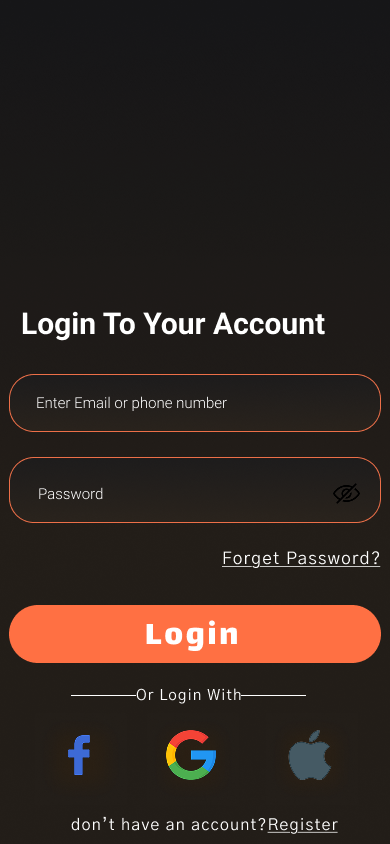 Login To Your Account
Enter Email or phone number
Password
Forget Password?
Login
Or Login With
don't have an account?Register